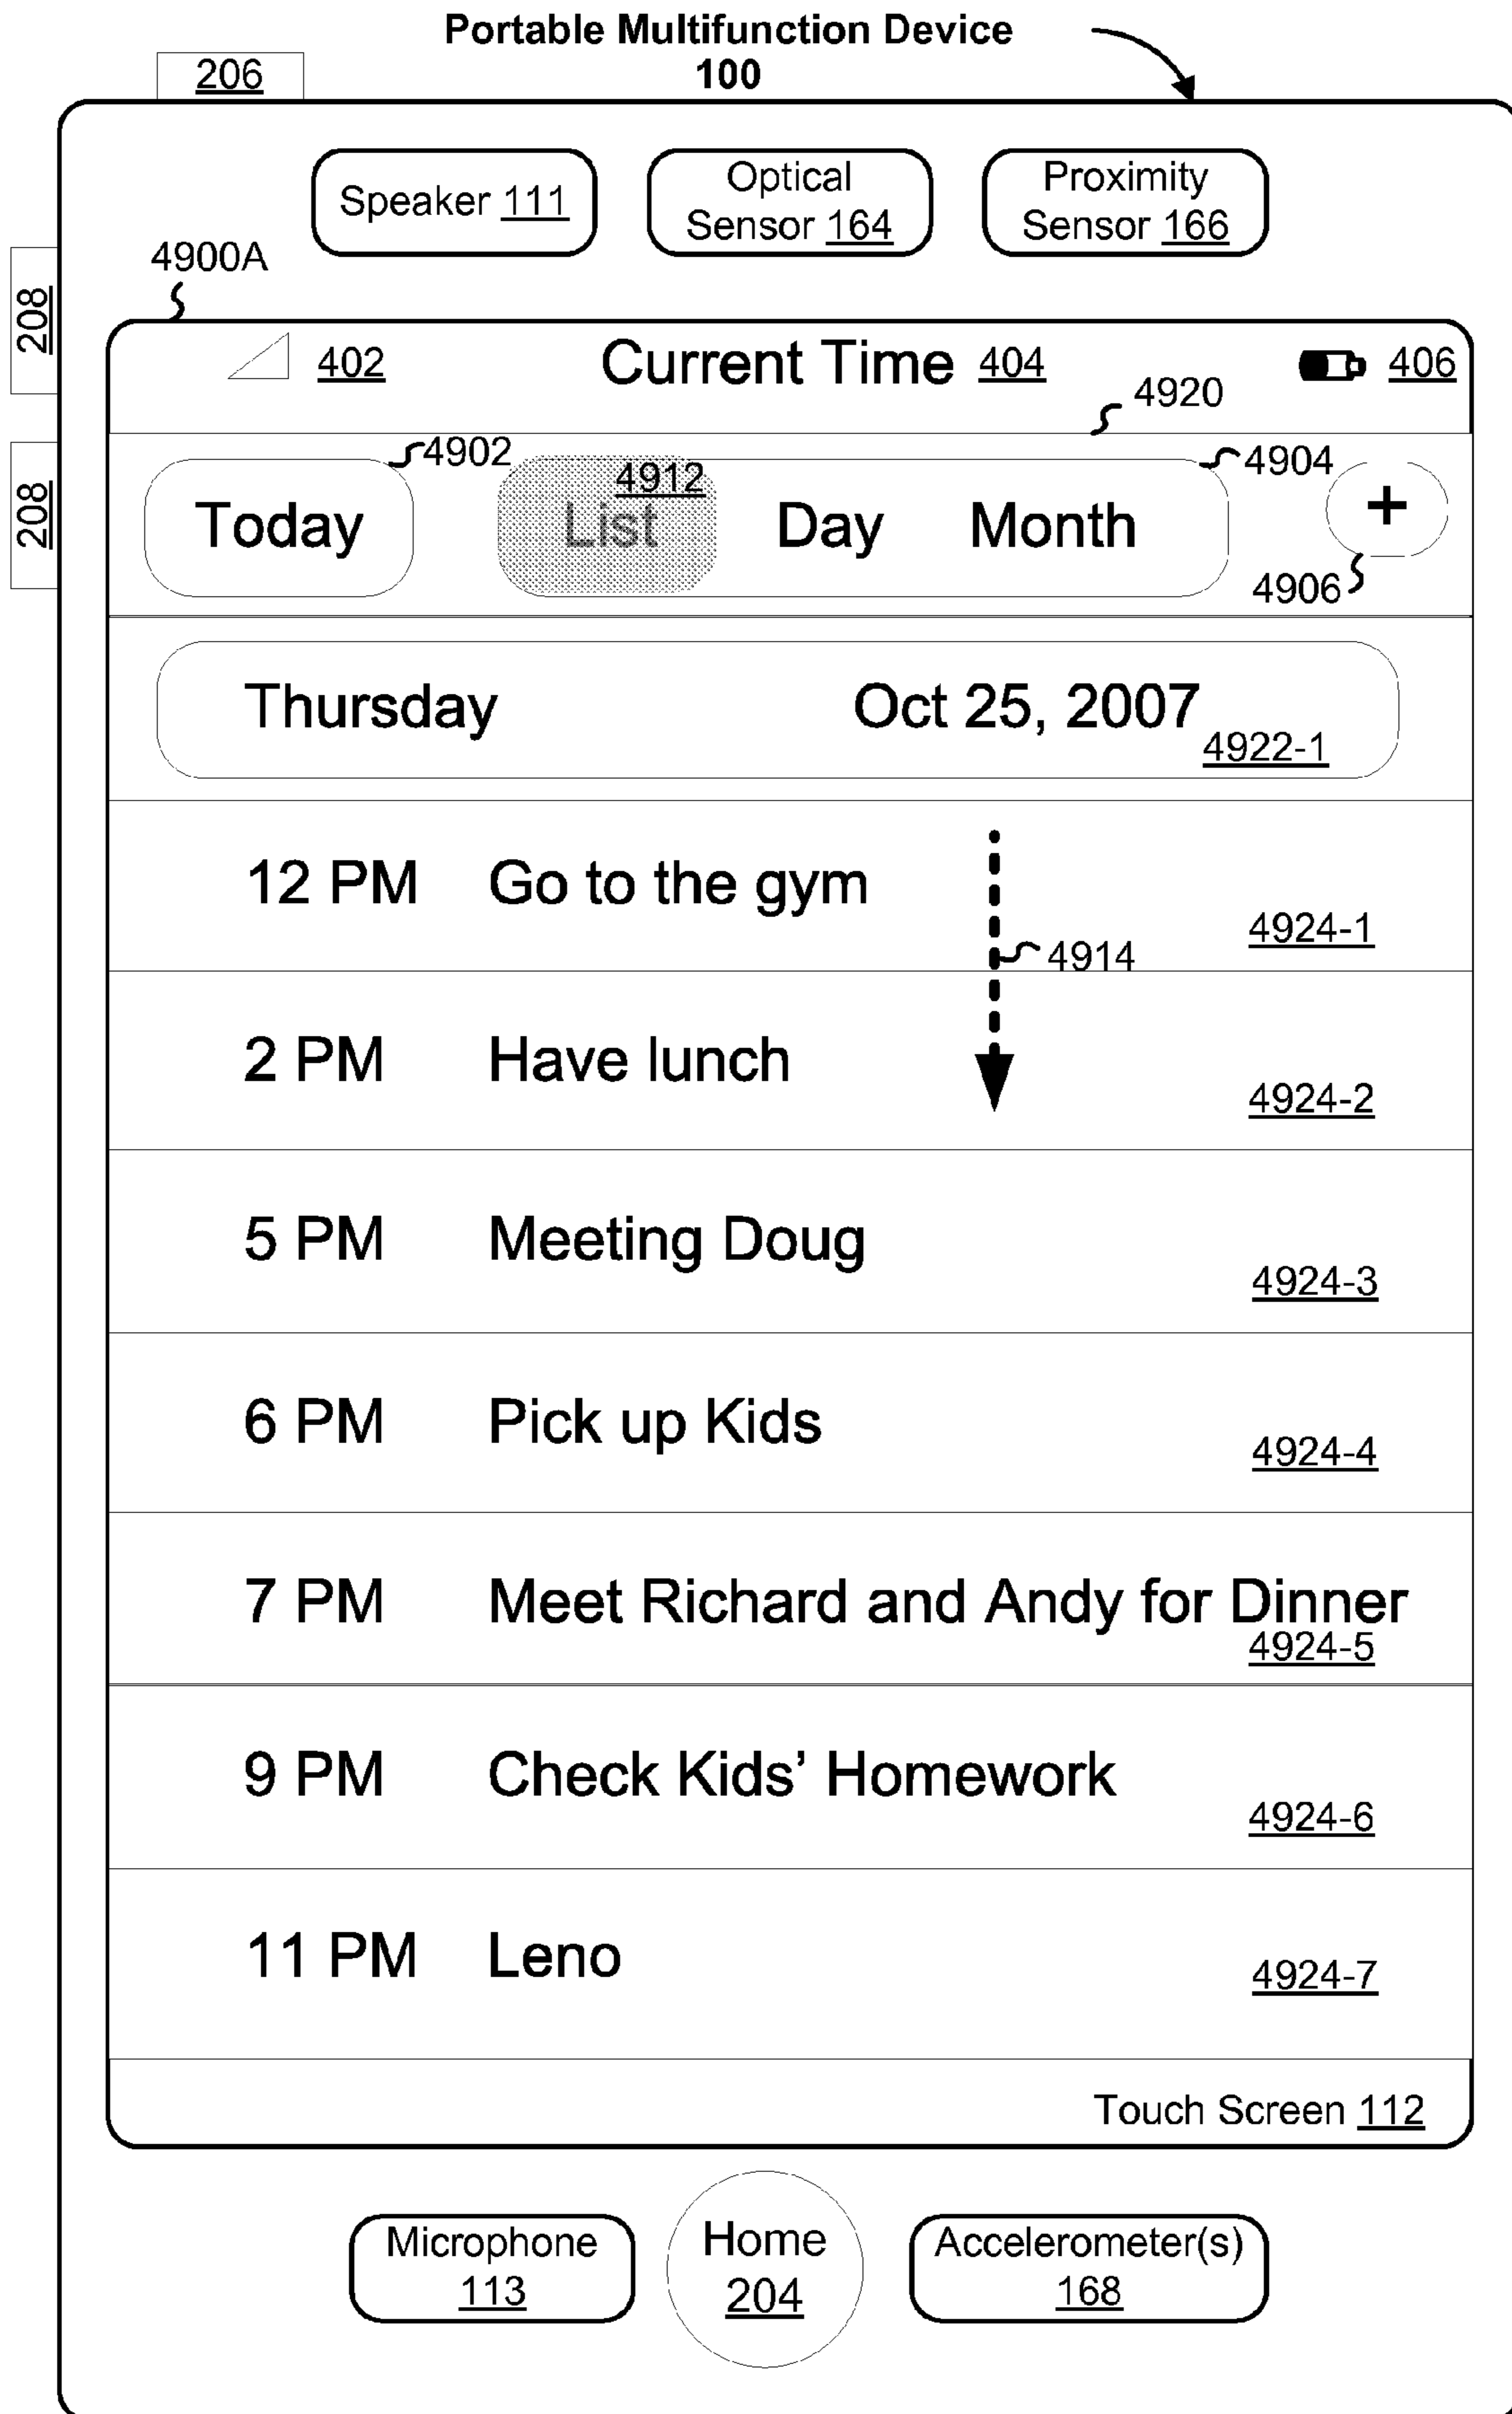 Portable Multifunction Device
100
206
Speaker 111
Optical
Sensor 164
Proximity
Sensor 166
4900A
208
402
Current Time 404
406
4920
4902
4912
4904
Today
List
Day
Month
+
208
4906
Thursday
Oct 25, 2007
4922-1
12 PM Go to the gym
4924-1
4914
2 PM Have lunch
4924-2
5 PM Meeting Doug
4924-3
6 PM Pick up Kids
4924-4
7 PM Meet Richard and Andy for Dinner
4924-5
9 PM Check Kids’ Homework
4924-6
11 PM Leno
4924-7
Touch Screen 112
Microphone
113
Home
204
Accelerometer(s)
168